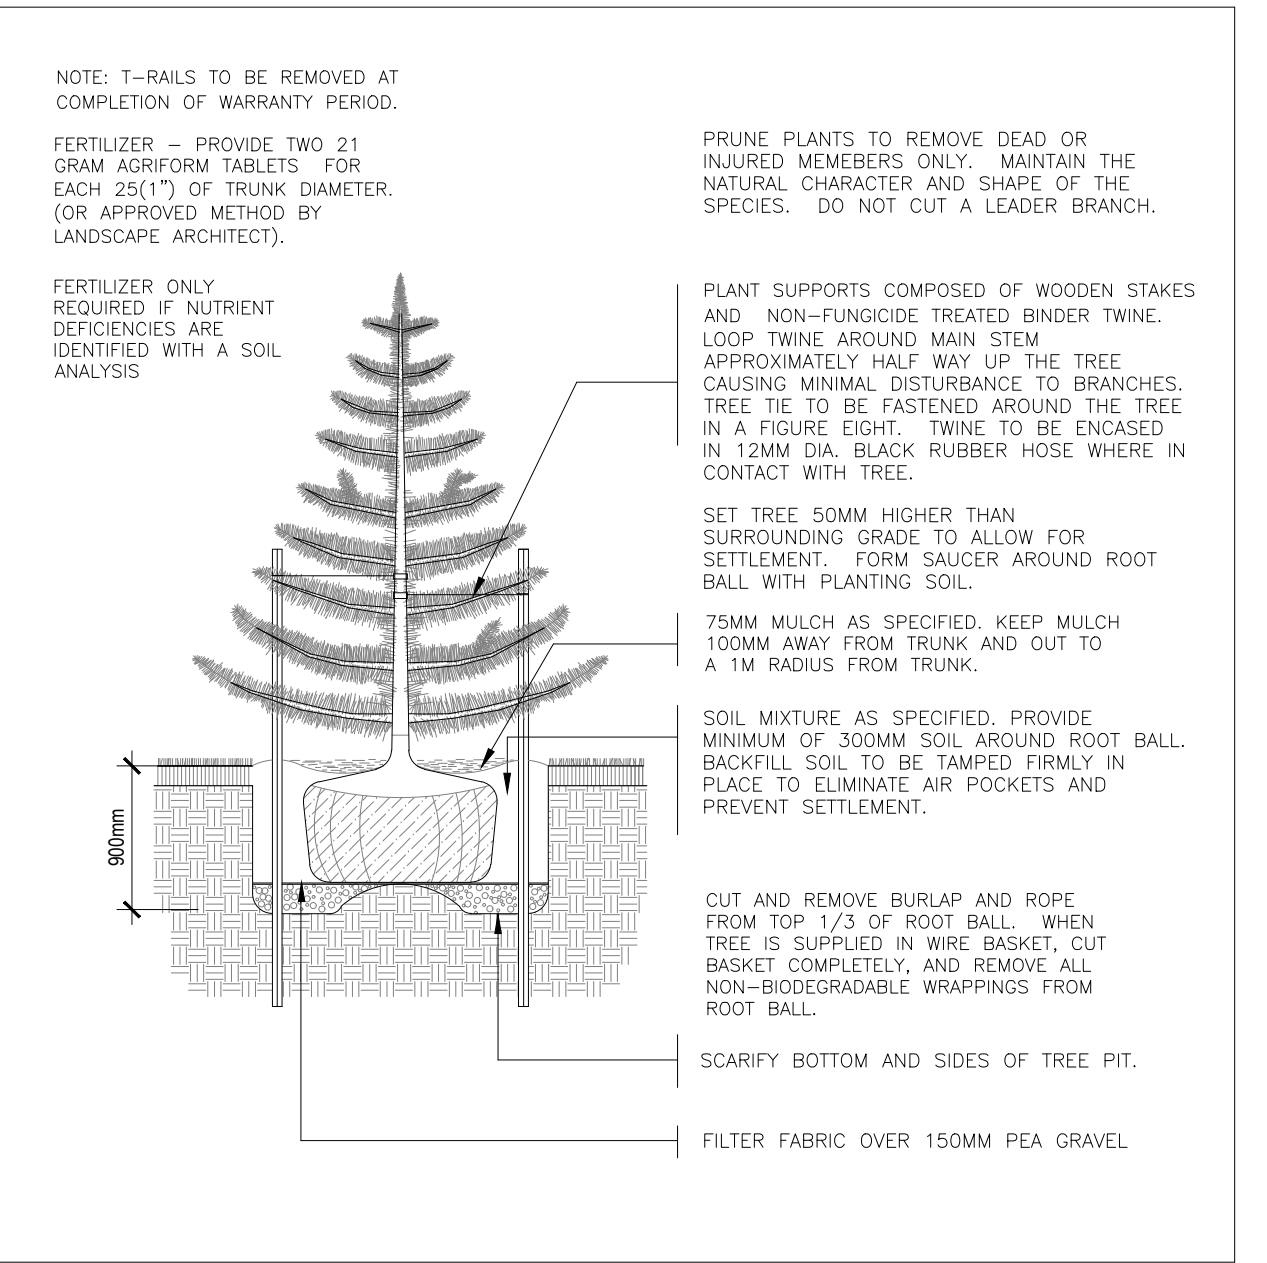 NOTE: T-RAILS TO BE REMOVED AT
COMPLETION OF WARRANTY PERIOD.
FERTILIZER - PROVIDE TWO 21
GRAM AGRIFORM TABLETS FOR
EACH 25(1") OF TRUNK DIAMETER.
(OR APPROVED METHOD BY
LANDSCAPE ARCHITECT).
FERTILIZER ONLY
REQUIRED IF NUTRIENT
DEFICIENCIES ARE
IDENTIFIED WITH A SOIL
ANALYSIS
900mm
PRUNE PLANTS TO REMOVE DEAD OR
INJURED MEMEBERS ONLY. MAINTAIN THE
NATURAL CHARACTER AND SHAPE OF THE
SPECIES. DO NOT CUT A LEADER BRANCH.
PLANT SUPPORTS COMPOSED OF WOODEN STAKES
AND NON-FUNGICIDE TREATED BINDER TWINE.
LOOP TWINE AROUND MAIN STEM
APPROXIMATELY HALF WAY UP THE TREE
CAUSING MINIMAL DISTURBANCE TO BRANCHES.
TREE TIE TO BE FASTENED AROUND THE TREE
IN A FIGURE EIGHT. TWINE TO BE ENCASED
IN 12MM DIA. BLACK RUBBER HOSE WHERE IN
CONTACT WITH TREE.
SET TREE 50MM HIGHER THAN
SURROUNDING GRADE TO ALLOW FOR
SETTLEMENT. FORM SAUCER AROUND ROOT
BALL WITH PLANTING SOIL.
75MM MULCH AS SPECIFIED. KEEP MULCH
100MM AWAY FROM TRUNK AND OUT TO
A 1M RADIUS FROM TRUNK.
SOIL MIXTURE AS SPECIFIED. PROVIDE
MINIMUM OF 300MM SOIL AROUND ROOT BALL.
BACKFILL SOIL TO BE TAMPED FIRMLY IN
PLACE TO ELIMINATE AIR POCKETS AND
PREVENT SETTLEMENT.
CUT AND REMOVE BURLAP AND ROPE
FROM TOP 1/3 OF ROOT BALL. WHEN
TREE IS SUPPLIED IN WIRE BASKET, CUT
BASKET COMPLETELY, AND REMOVE ALL
NON-BIODEGRADABLE WRAPPINGS FROM
ROOT BALL.
SCARIFY BOTTOM AND SIDES OF TREE PIT.
FILTER FABRIC OVER 150MM PEA GRAVEL